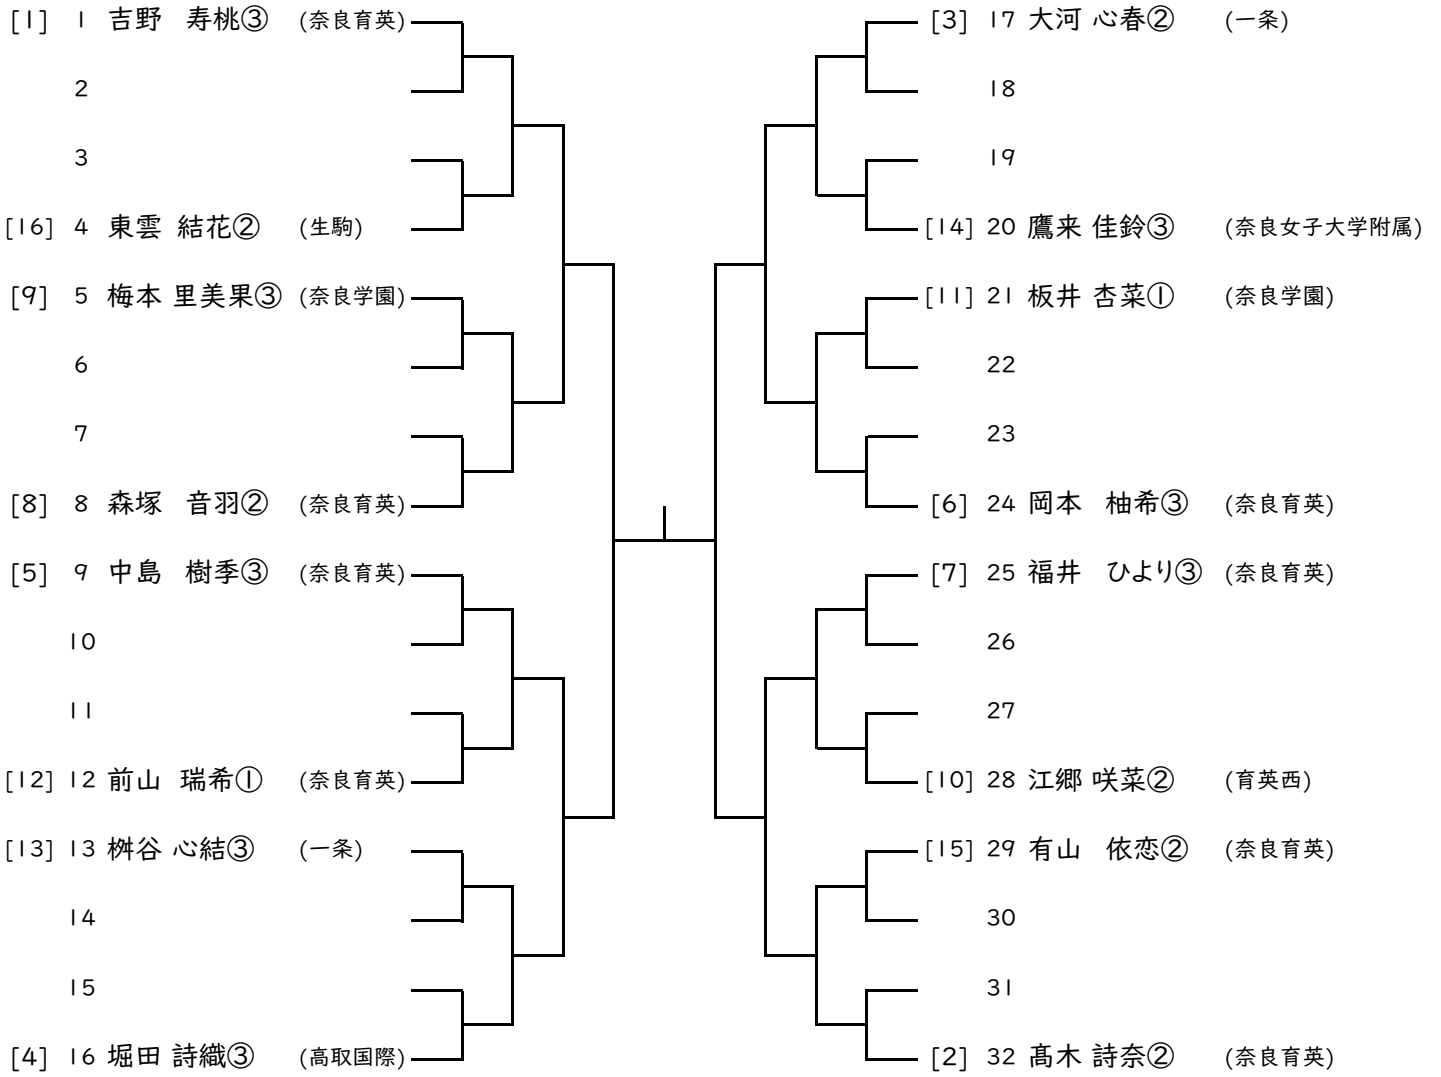 [1] 1 吉野 寿桃③ (奈良育英)
2
3
[16] 4 東雲 結花② (生駒)
[9] 5 梅本 里美果③ (奈良学園)
6
7
[8] 8 森塚 音羽② (奈良育英)
[5] 9 中島 樹季③ (奈良育英)
10
11
[12] 12 前山 瑞希① (奈良育英)
[13] 13 桝谷 心結③ (一条)
14
15
[4] 16 堀田 詩織③ (高取国際)
[3] 17 大河 心春② (一条)
18
19
[14] 20 鷹来 佳鈴③ (奈良女子大学附属)
[11] 21 板井 杏菜① (奈良学園)
22
23
[6] 24 岡本 柚希③ (奈良育英)
[7] 25 福井 ひより③ (奈良育英)
26
27
[10] 28 江郷 咲菜② (育英西)
[15] 29 有山 依恋② (奈良育英)
30
31
[2] 32 髙木 詩奈② (奈良育英)